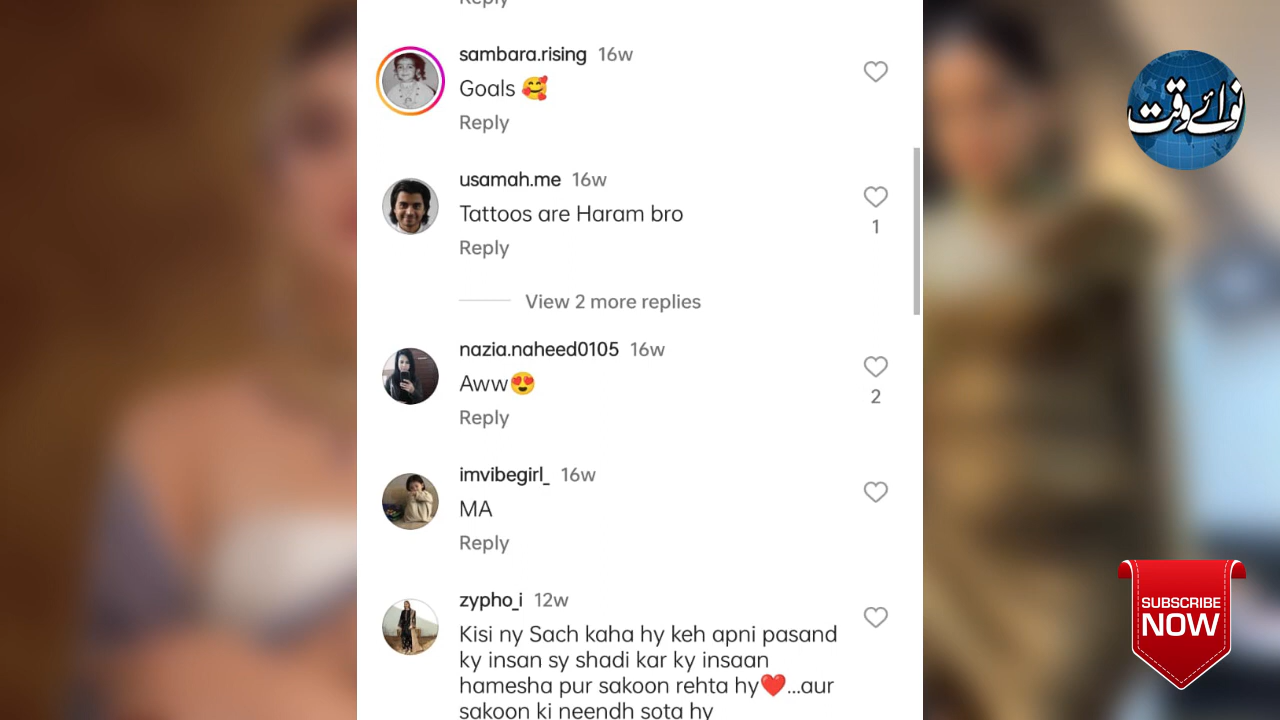 Reply
sambara.rising 16w
Goals 🥰
Reply
usamah.me 16w
Tattoos are Haram bro
1
Reply
View 2 more replies
nazia.naheed0105 16w
Aww😍
2
Reply
imvibegirl_ 16w
MA
Reply
zypho_i 12w
Kisi ny Sach kaha hy keh apni pasand
ky insan sy shadi kar ky insaan
hamesha pur sakoon rehta hy❤️...aur
sakoon ki neendh sota hy
نوائے وقت
SUBSCRIBE
NOW